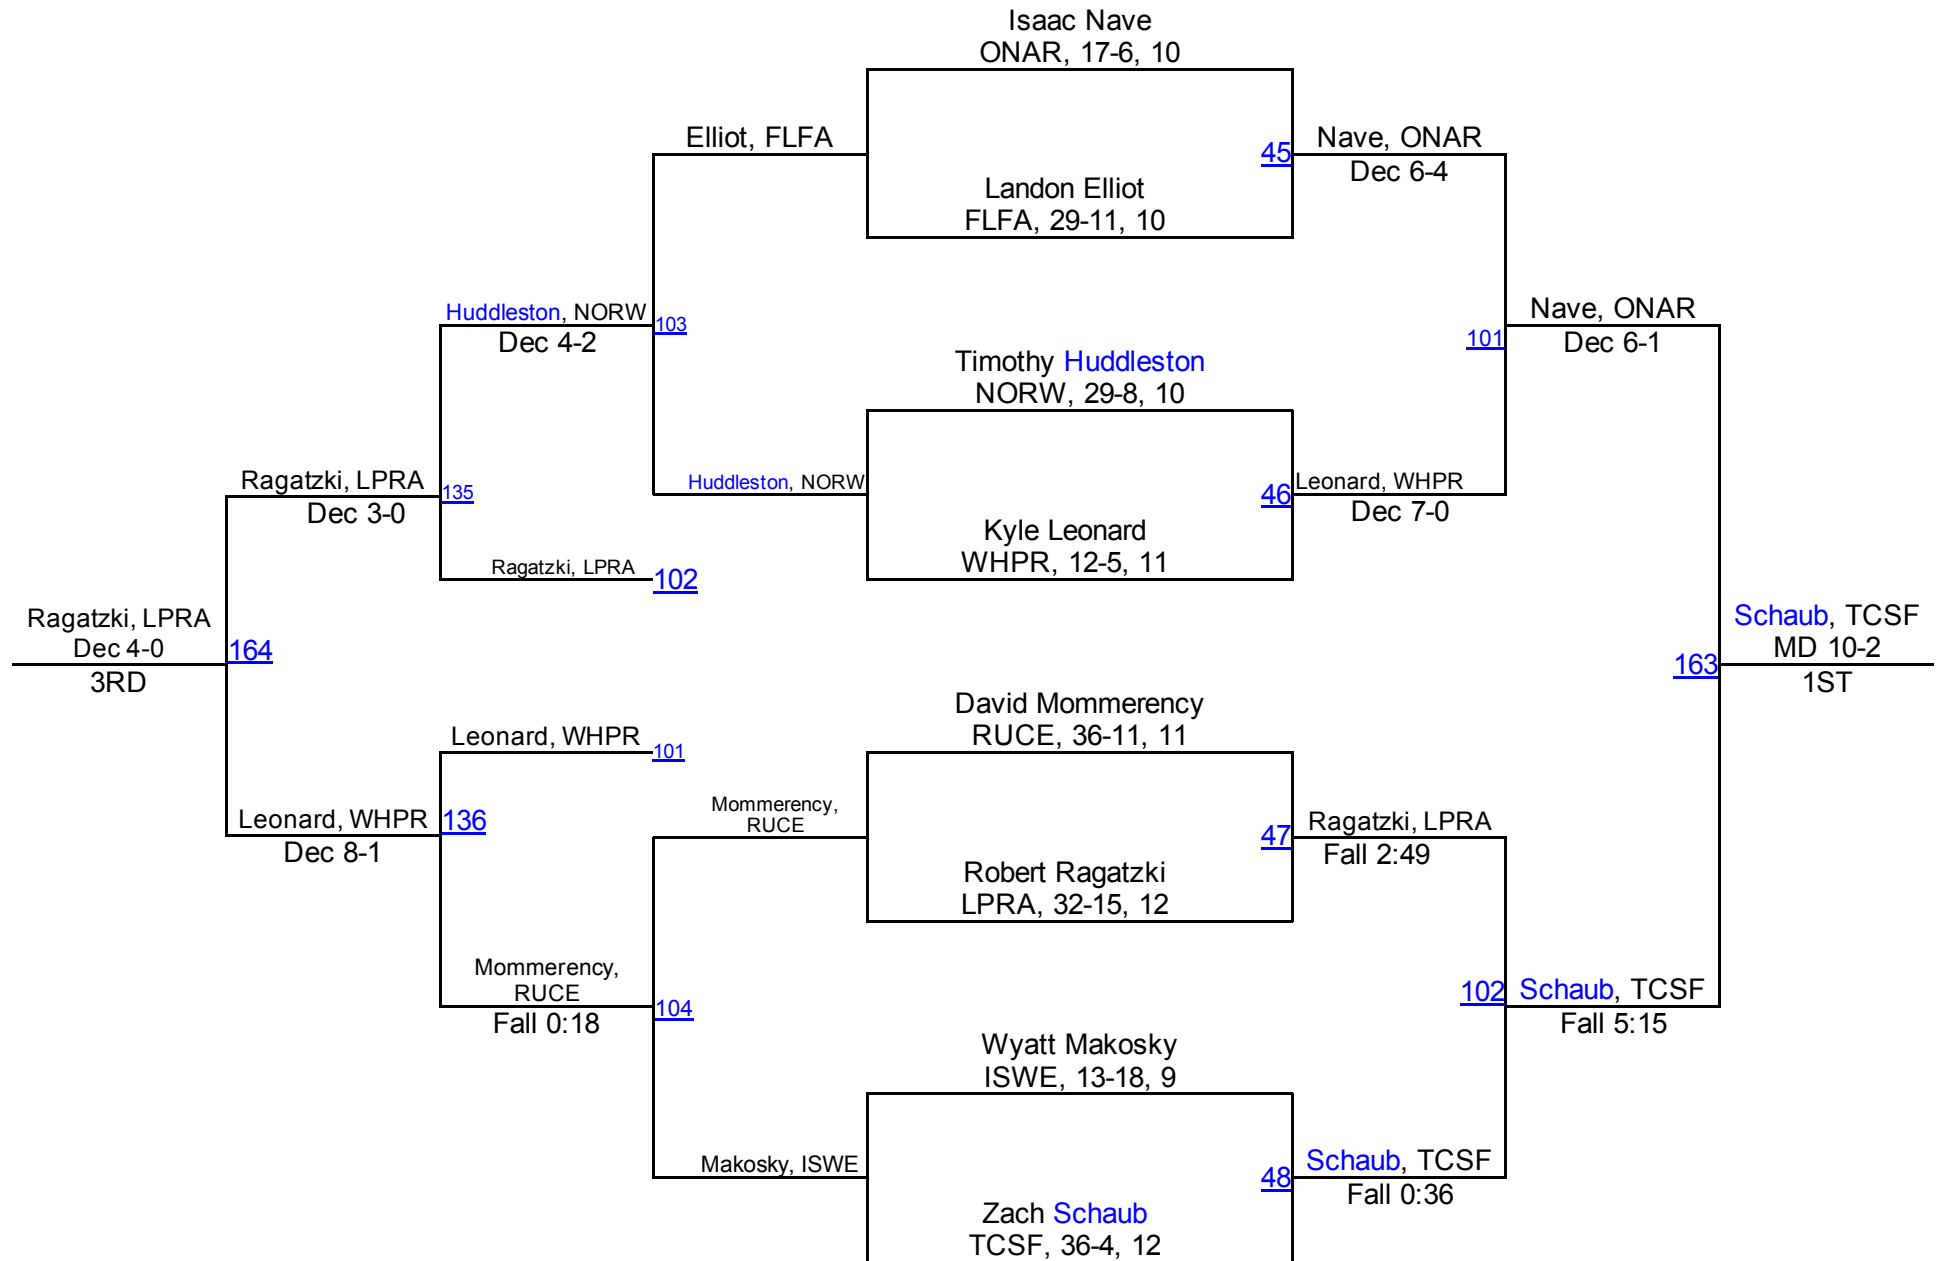 Isaac Nave
ONAR, 17-6, 10
Elliot, FLFA
45
Nave, ONAR
Dec 6-4
Landon Elliot
FLFA, 29-11, 10
Huddleston, NORW
103
Dec 4-2
Nave, ONAR
101
Dec 6-1
Timothy Huddleston
NORW, 29-8, 10
Ragatzki, LPRA
135
Dec 3-0
Huddleston, NORW
46
Leonard, WHPR
Dec 7-0
Kyle Leonard
WHPR, 12-5, 11
Ragatzki, LPRA
102
Ragatzki, LPRA
Dec 4-0
164
3RD
Schaub, TCSF
MD 10-2
163
1ST
David Mommerency
RUCE, 36-11, 11
Leonard, WHPR
101
Leonard, WHPR
136
Dec 8-1
Mommerency,
RUCE
47
Ragatzki, LPRA
Fall 2:49
Robert Ragatzki
LPRA, 32-15, 12
Mommerency,
RUCE
104
Fall 0:18
102
Schaub, TCSF
Fall 5:15
Wyatt Makosky
ISWE, 13-18, 9
Makosky, ISWE
48
Schaub, TCSF
Fall 0:36
Zach Schaub
TCSF, 36-4, 12